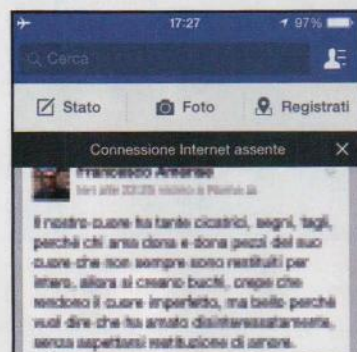 17:27 97%
Cerca
Stato Foto Registrati
Connessione Internet assente
Francesco
Il nostro cuore ha tante cicatrici, segni, tagli,
perché chi ama dona e dona pezzi del suo
cuore che non sempre sono restituiti per
intero, allora si creano buchi, crepe che
rendono il cuore imperfetto, ma bello perché
vuol dire che ha amato disinteressatamente,
senza aspettarsi restituzione di amore.